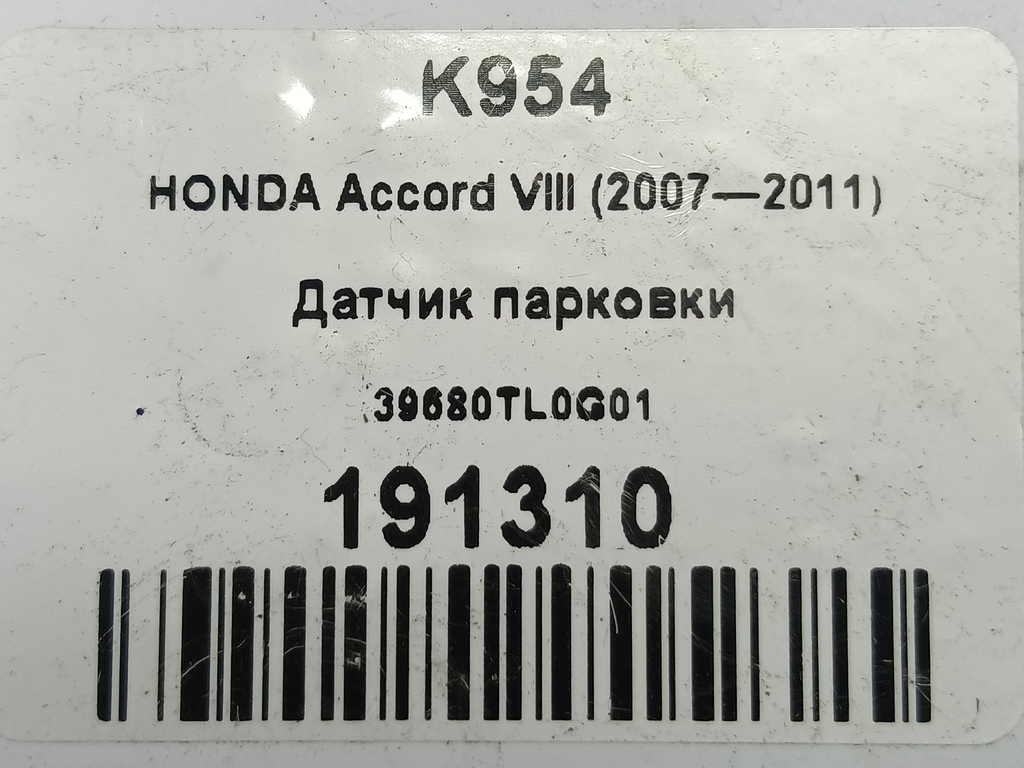 K954
HONDA Accord VIII (2007—2011)
Датчик парковки
39680TL0G01
191310